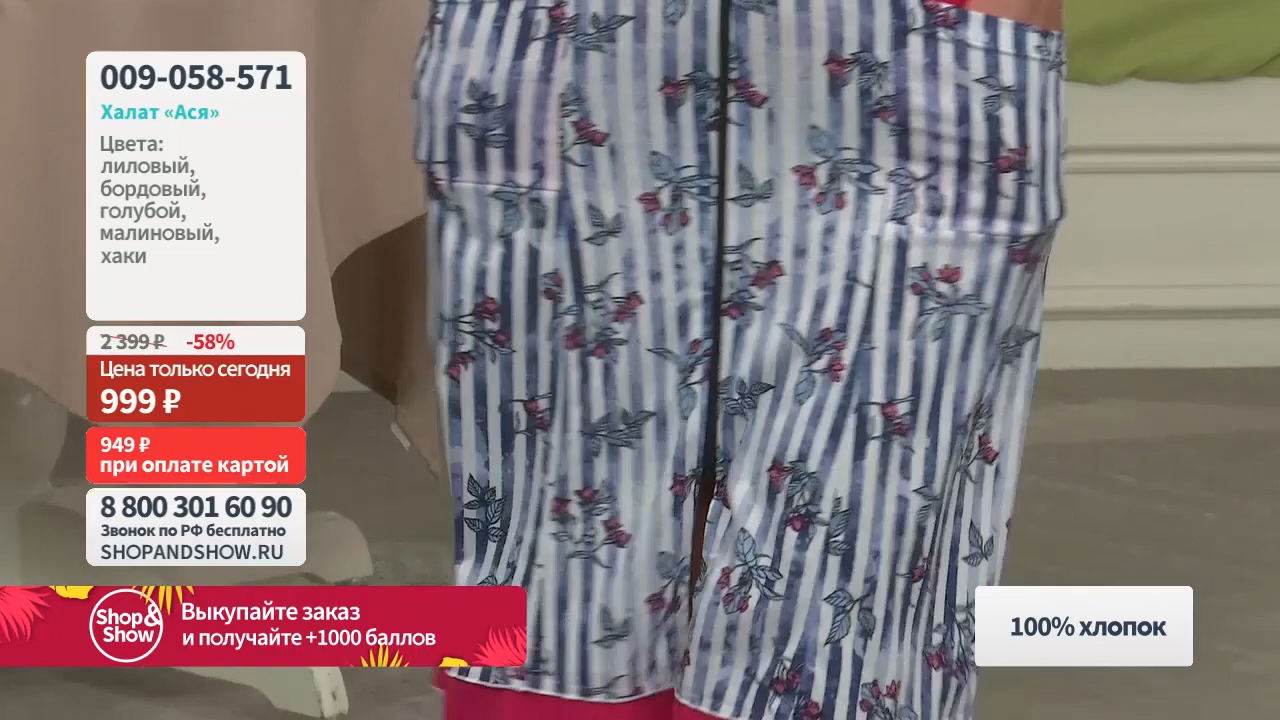 009-058-571
Халат «Ася»
Цвета:
лиловый,
бордовый,
голубой,
малиновый,
хаки
2 399 ₽ -58%
Цена только сегодня
999 ₽
949 ₽
при оплате картой
8 800 301 60 90
Звонок по РФ бесплатно
SHOPANDSHOW.RU
Shop&
Show
Выкупайте заказ
и получайте +1000 баллов
100% хлопок